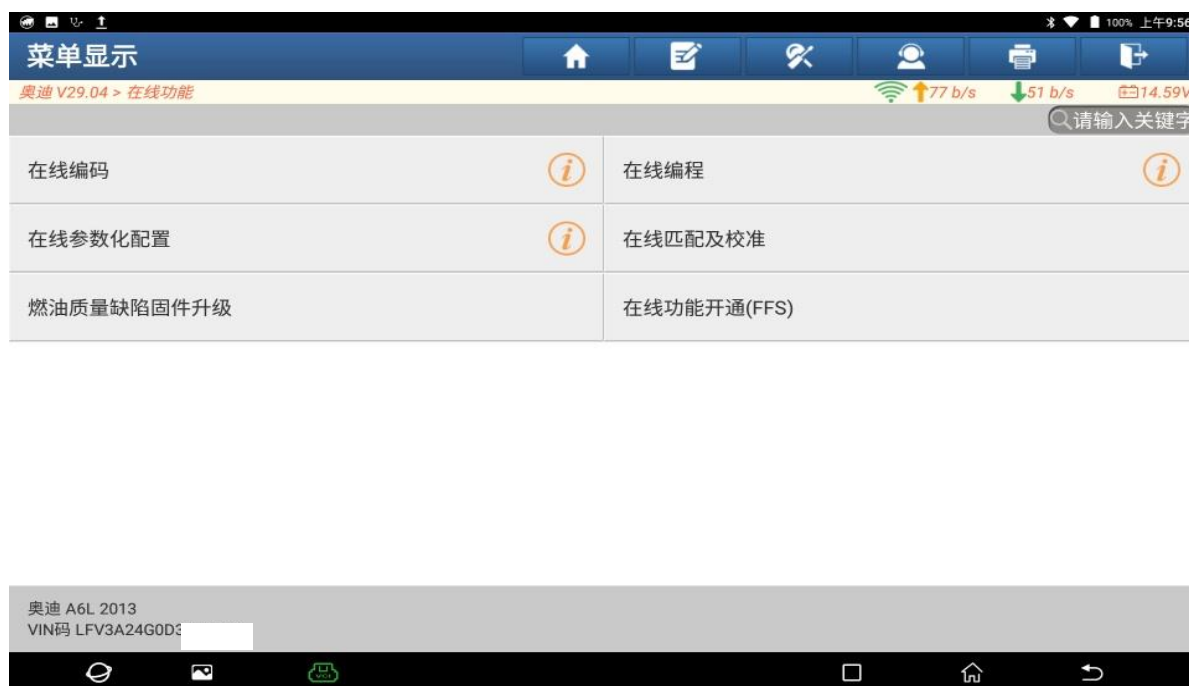 100% 上午9:56
菜单显示
奥迪 V29.04 > 在线功能 77 b/s 51 b/s 14.59V
请输入关键字
在线编码 在线编程
在线参数化配置 在线匹配及校准
燃油质量缺陷固件升级 在线功能开通(FFS)
奥迪 A6L 2013
VIN码 LFV3A24G0D3
VCI